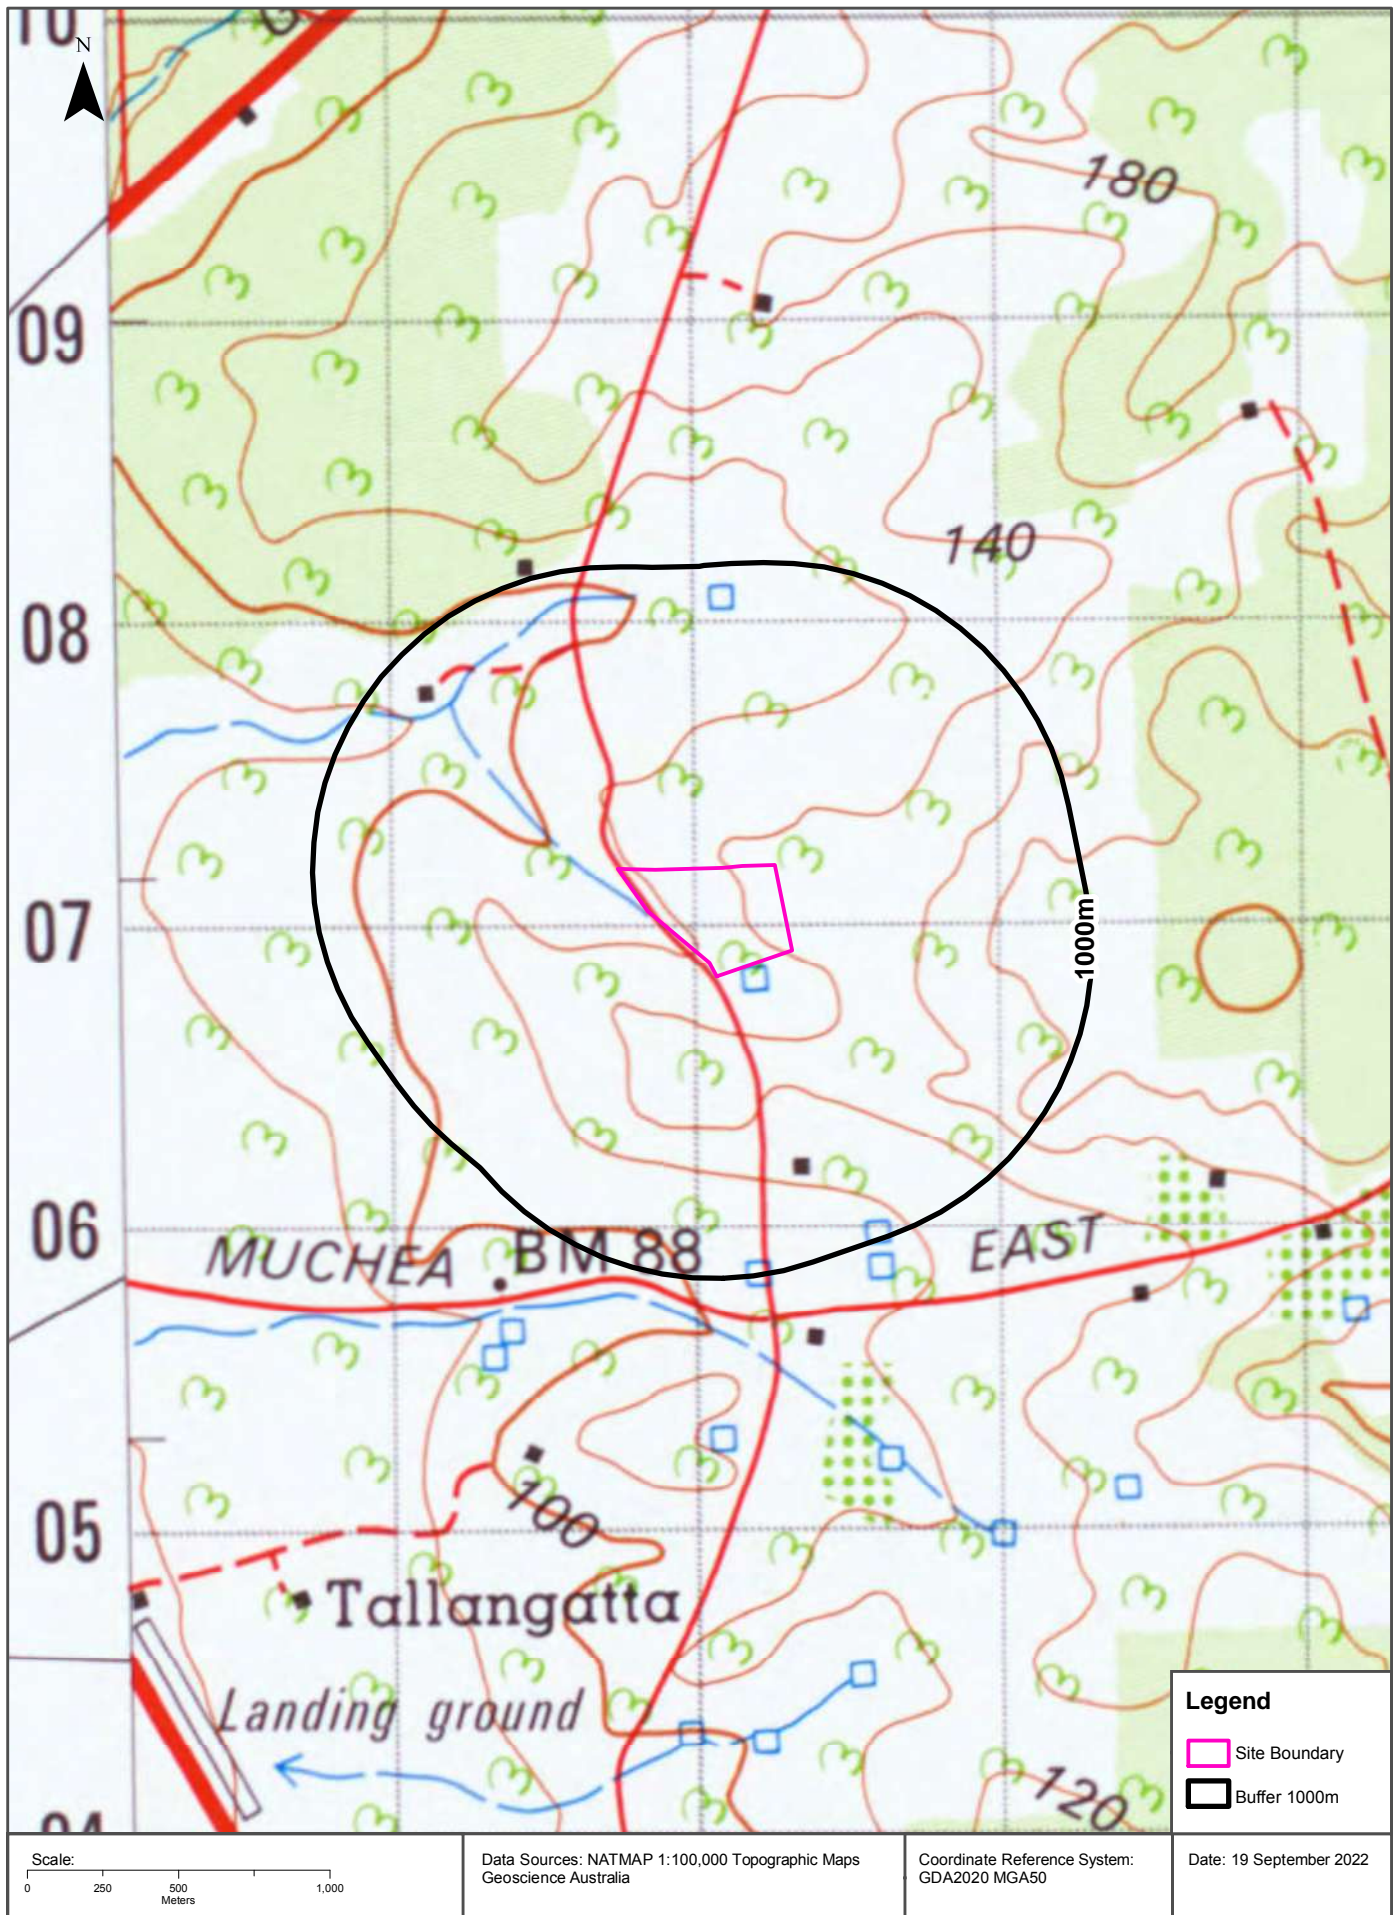 10
G
N
180
09
140
08
07
1000m
06
MUCHEA BM 88 EAST
100
05
Tallangatta
Landing ground
120
04
Legend
Site Boundary
Buffer 1000m
Scale:
0 250 500 1,000
Meters
Data Sources: NATMAP 1:100,000 Topographic Maps
Geoscience Australia
Coordinate Reference System:
GDA2020 MGA50
Date: 19 September 2022